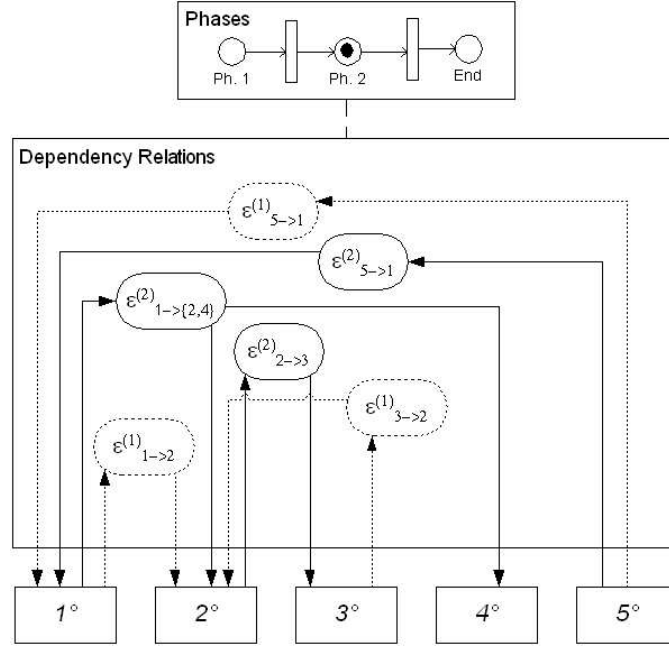 Phases
Ph. 1 Ph. 2 End
Dependency Relations
ε(1) 5->1
ε(2) 5->1
ε(2) 1->{2,4}
ε(2) 2->3
ε(1) 3->2
ε(1) 1->2
1° 2° 3° 4° 5°